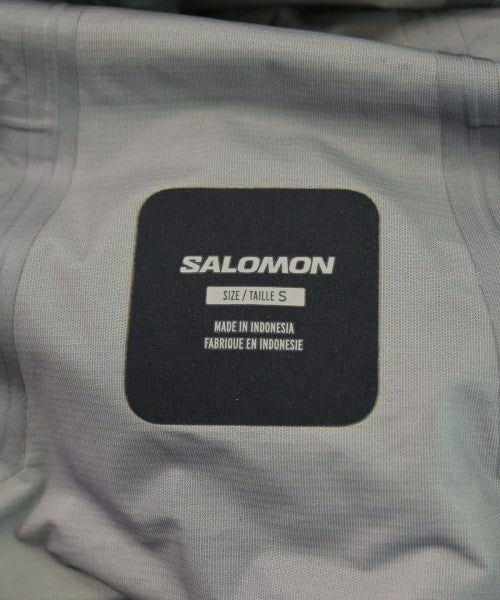 SALOMON
SIZE / TAILLE S
MADE IN INDONESIA
FABRIQUE EN INDONESIE